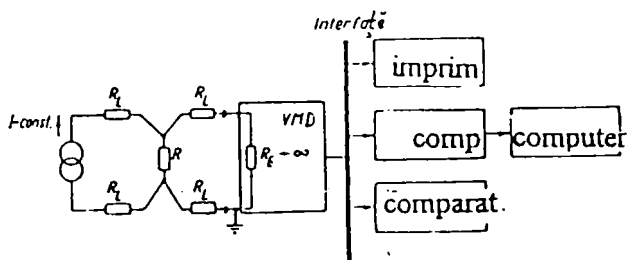 Interfață
I-const.
R_L
R_L
R
R_L
R_L
VMD
R_E → ∞
imprim
comp
computer
comparat.